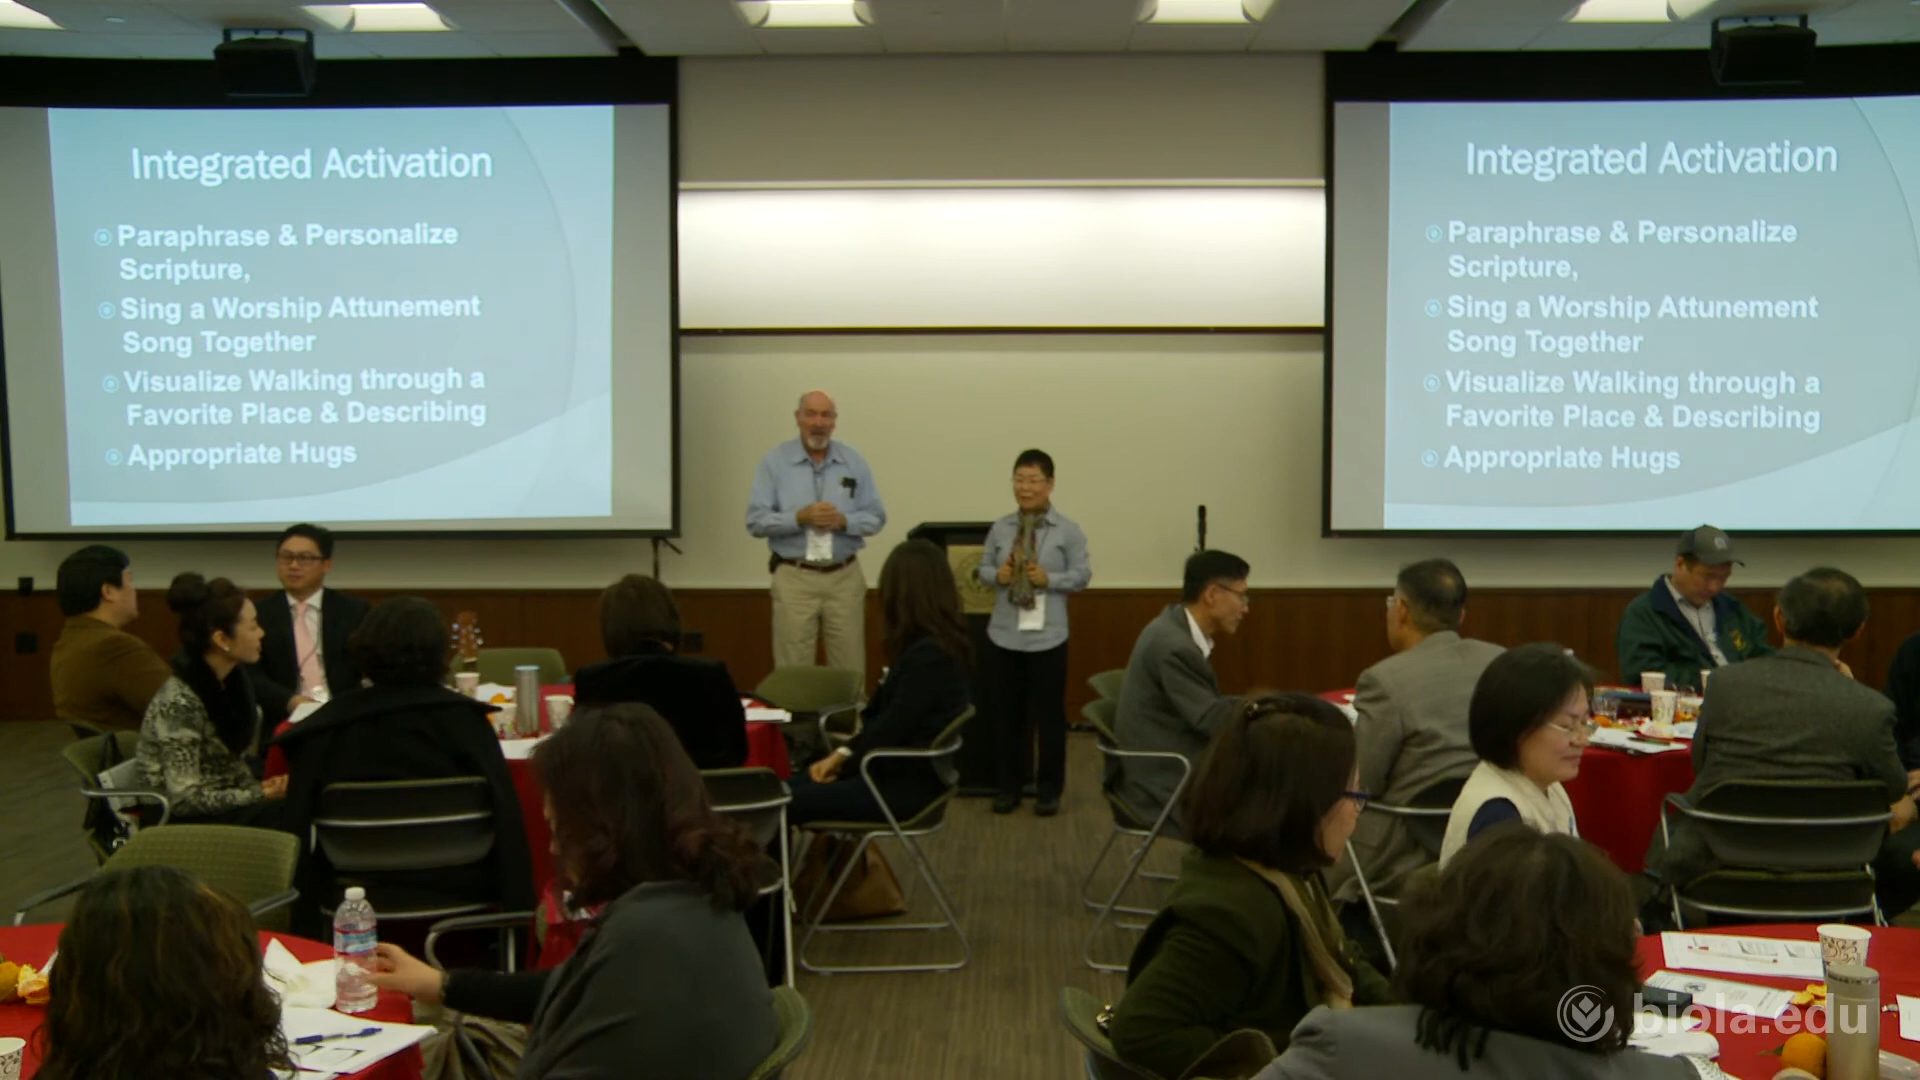 Integrated Activation
Paraphrase & Personalize
Scripture,
Sing a Worship Attunement
Song Together
Visualize Walking through a
Favorite Place & Describing
Appropriate Hugs
Integrated Activation
Paraphrase & Personalize
Scripture,
Sing a Worship Attunement
Song Together
Visualize Walking through a
Favorite Place & Describing
Appropriate Hugs
biola.edu